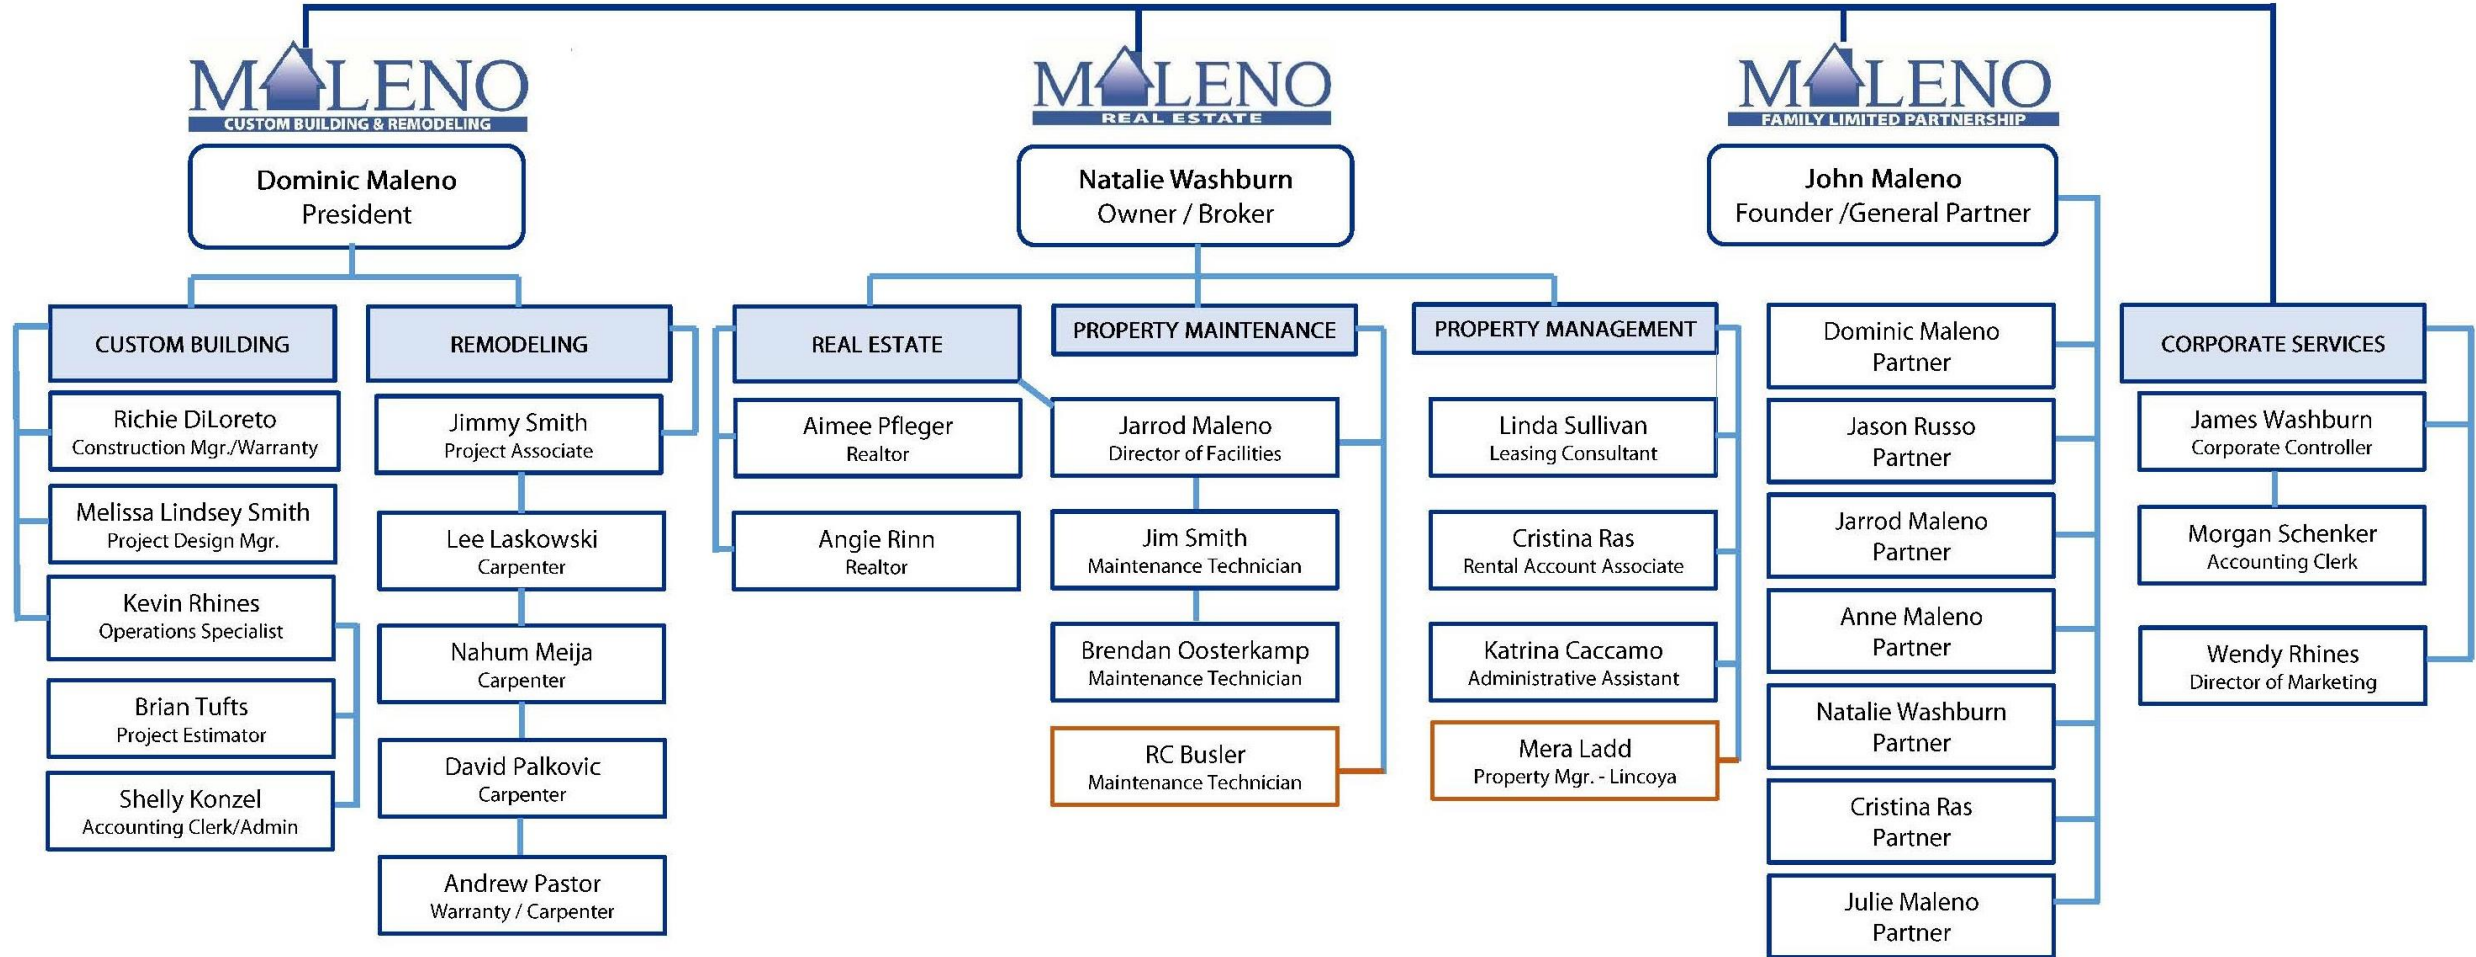 MALENO
CUSTOM BUILDING & REMODELING
Dominic Maleno
President
CUSTOM BUILDING
Richie DiLoreto
Construction Mgr./Warranty
Melissa Lindsey Smith
Project Design Mgr.
Kevin Rhines
Operations Specialist
Brian Tufts
Project Estimator
Shelly Konzel
Accounting Clerk/Admin
REMODELING
Jimmy Smith
Project Associate
Lee Laskowski
Carpenter
Nahum Meija
Carpenter
David Palkovic
Carpenter
Andrew Pastor
Warranty / Carpenter
MALENO
REAL ESTATE
Natalie Washburn
Owner / Broker
REAL ESTATE
Aimee Pfleger
Realtor
Angie Rinn
Realtor
PROPERTY MAINTENANCE
Jarrod Maleno
Director of Facilities
Jim Smith
Maintenance Technician
Brendan Oosterkamp
Maintenance Technician
RC Busler
Maintenance Technician
PROPERTY MANAGEMENT
Linda Sullivan
Leasing Consultant
Cristina Ras
Rental Account Associate
Katrina Caccamo
Administrative Assistant
Mera Ladd
Property Mgr. - Lincoya
MALENO
FAMILY LIMITED PARTNERSHIP
John Maleno
Founder /General Partner
Dominic Maleno
Partner
Jason Russo
Partner
Jarrod Maleno
Partner
Anne Maleno
Partner
Natalie Washburn
Partner
Cristina Ras
Partner
Julie Maleno
Partner
CORPORATE SERVICES
James Washburn
Corporate Controller
Morgan Schenker
Accounting Clerk
Wendy Rhines
Director of Marketing